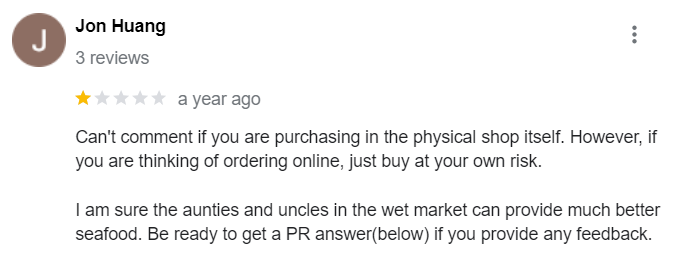 J
Jon Huang
3 reviews
a year ago
Can't comment if you are purchasing in the physical shop itself. However, if
you are thinking of ordering online, just buy at your own risk.
I am sure the aunties and uncles in the wet market can provide much better
seafood. Be ready to get a PR answer(below) if you provide any feedback.